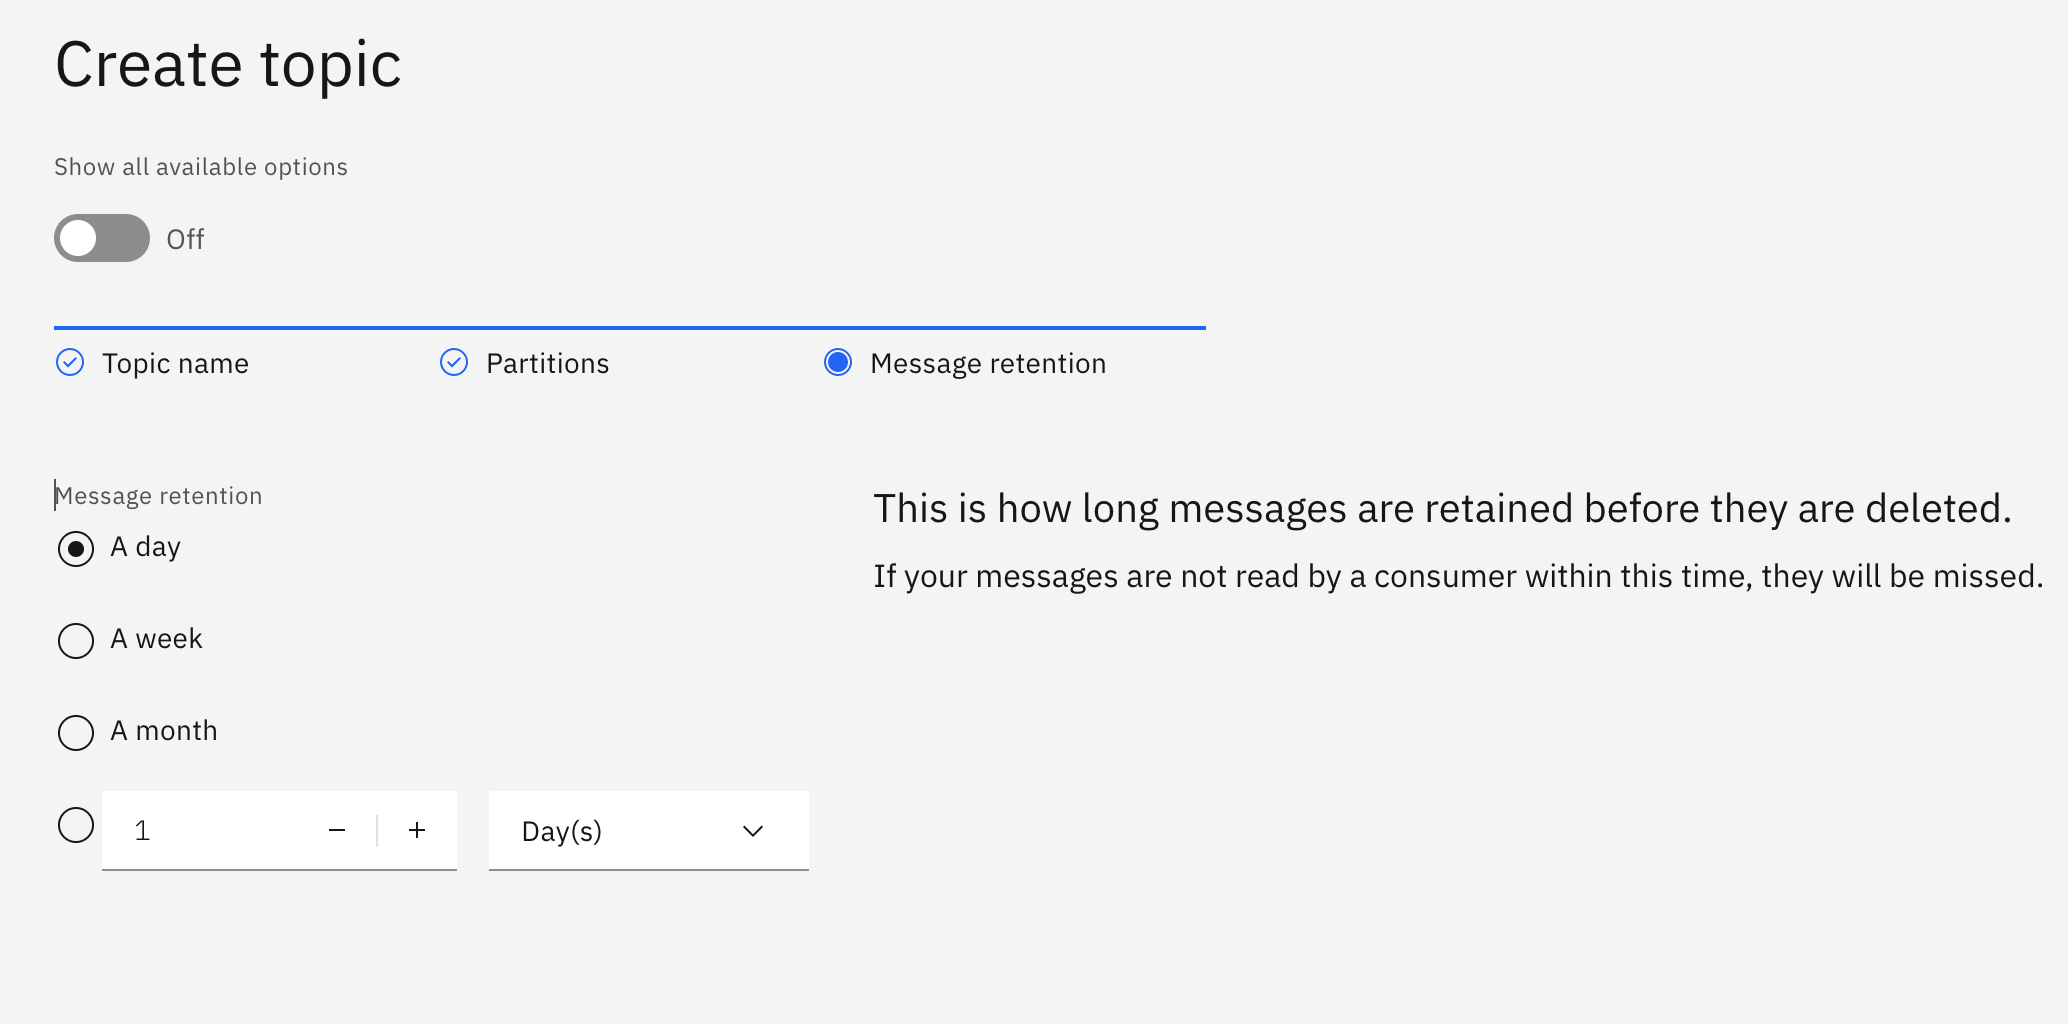 Create topic
Show all available options
Off
Topic name
Partitions
Message retention
Message retention
A day
A week
A month
1
Day(s)
This is how long messages are retained before they are deleted.
If your messages are not read by a consumer within this time, they will be missed.